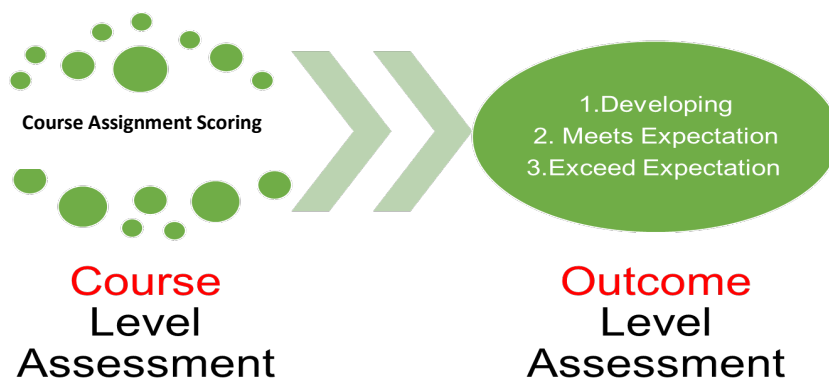 Course Assignment Scoring
1.Developing
2. Meets Expectation
3.Exceed Expectation
Course
Level
Assessment
Outcome
Level
Assessment